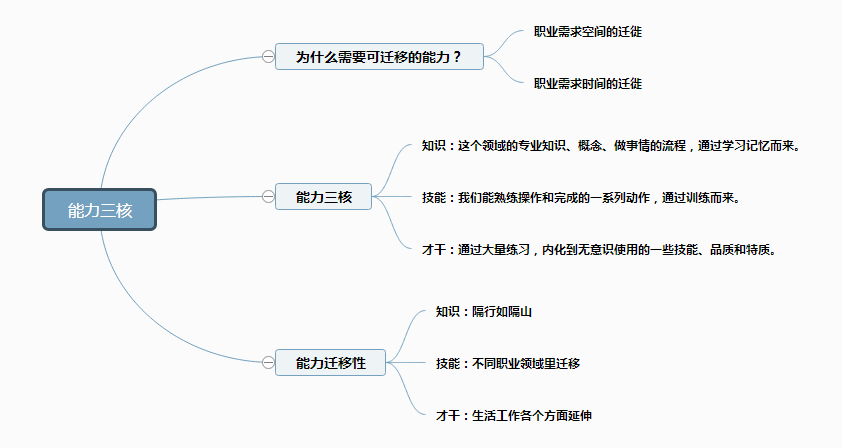 能力三核
为什么需要可迁移的能力？
职业需求空间的迁徙
职业需求时间的迁徙
能力三核
知识：这个领域的专业知识、概念、做事情的流程，通过学习记忆而来。
技能：我们能熟练操作和完成的一系列动作，通过训练而来。
才干：通过大量练习，内化到无意识使用的一些技能、品质和特质。
能力迁移性
知识：隔行如隔山
技能：不同职业领域里迁移
才干：生活工作各个方面延伸